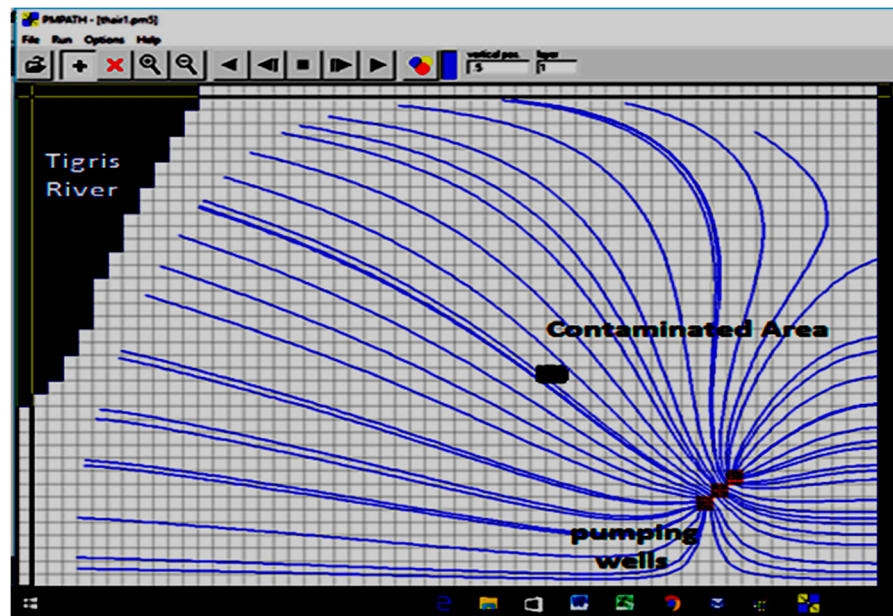 PMPATH - [thair1.pm5]
File Run Options Help
vertical pos. layer
.5 1
Tigris
River
Contaminated Area
pumping
wells